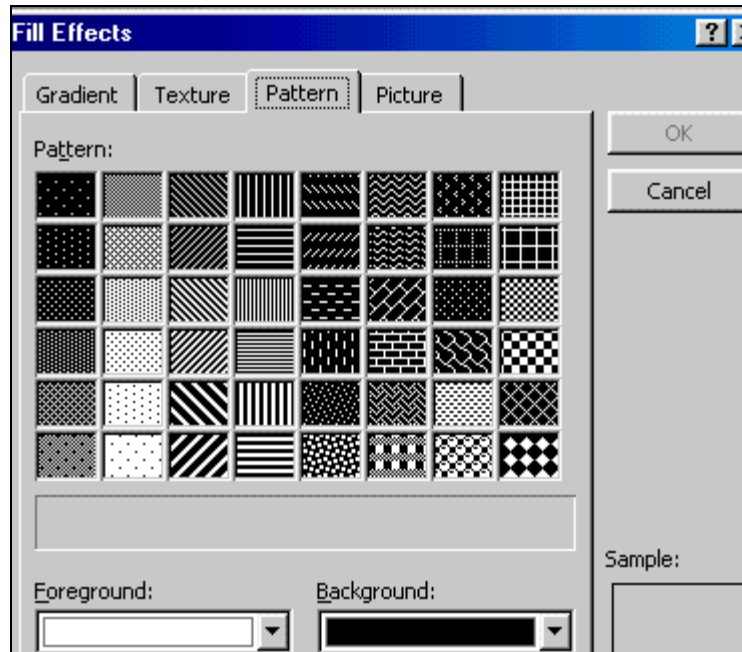 Fill Effects
Gradient Texture Pattern Picture
Pattern:
OK
Cancel
Sample:
Foreground: Background: